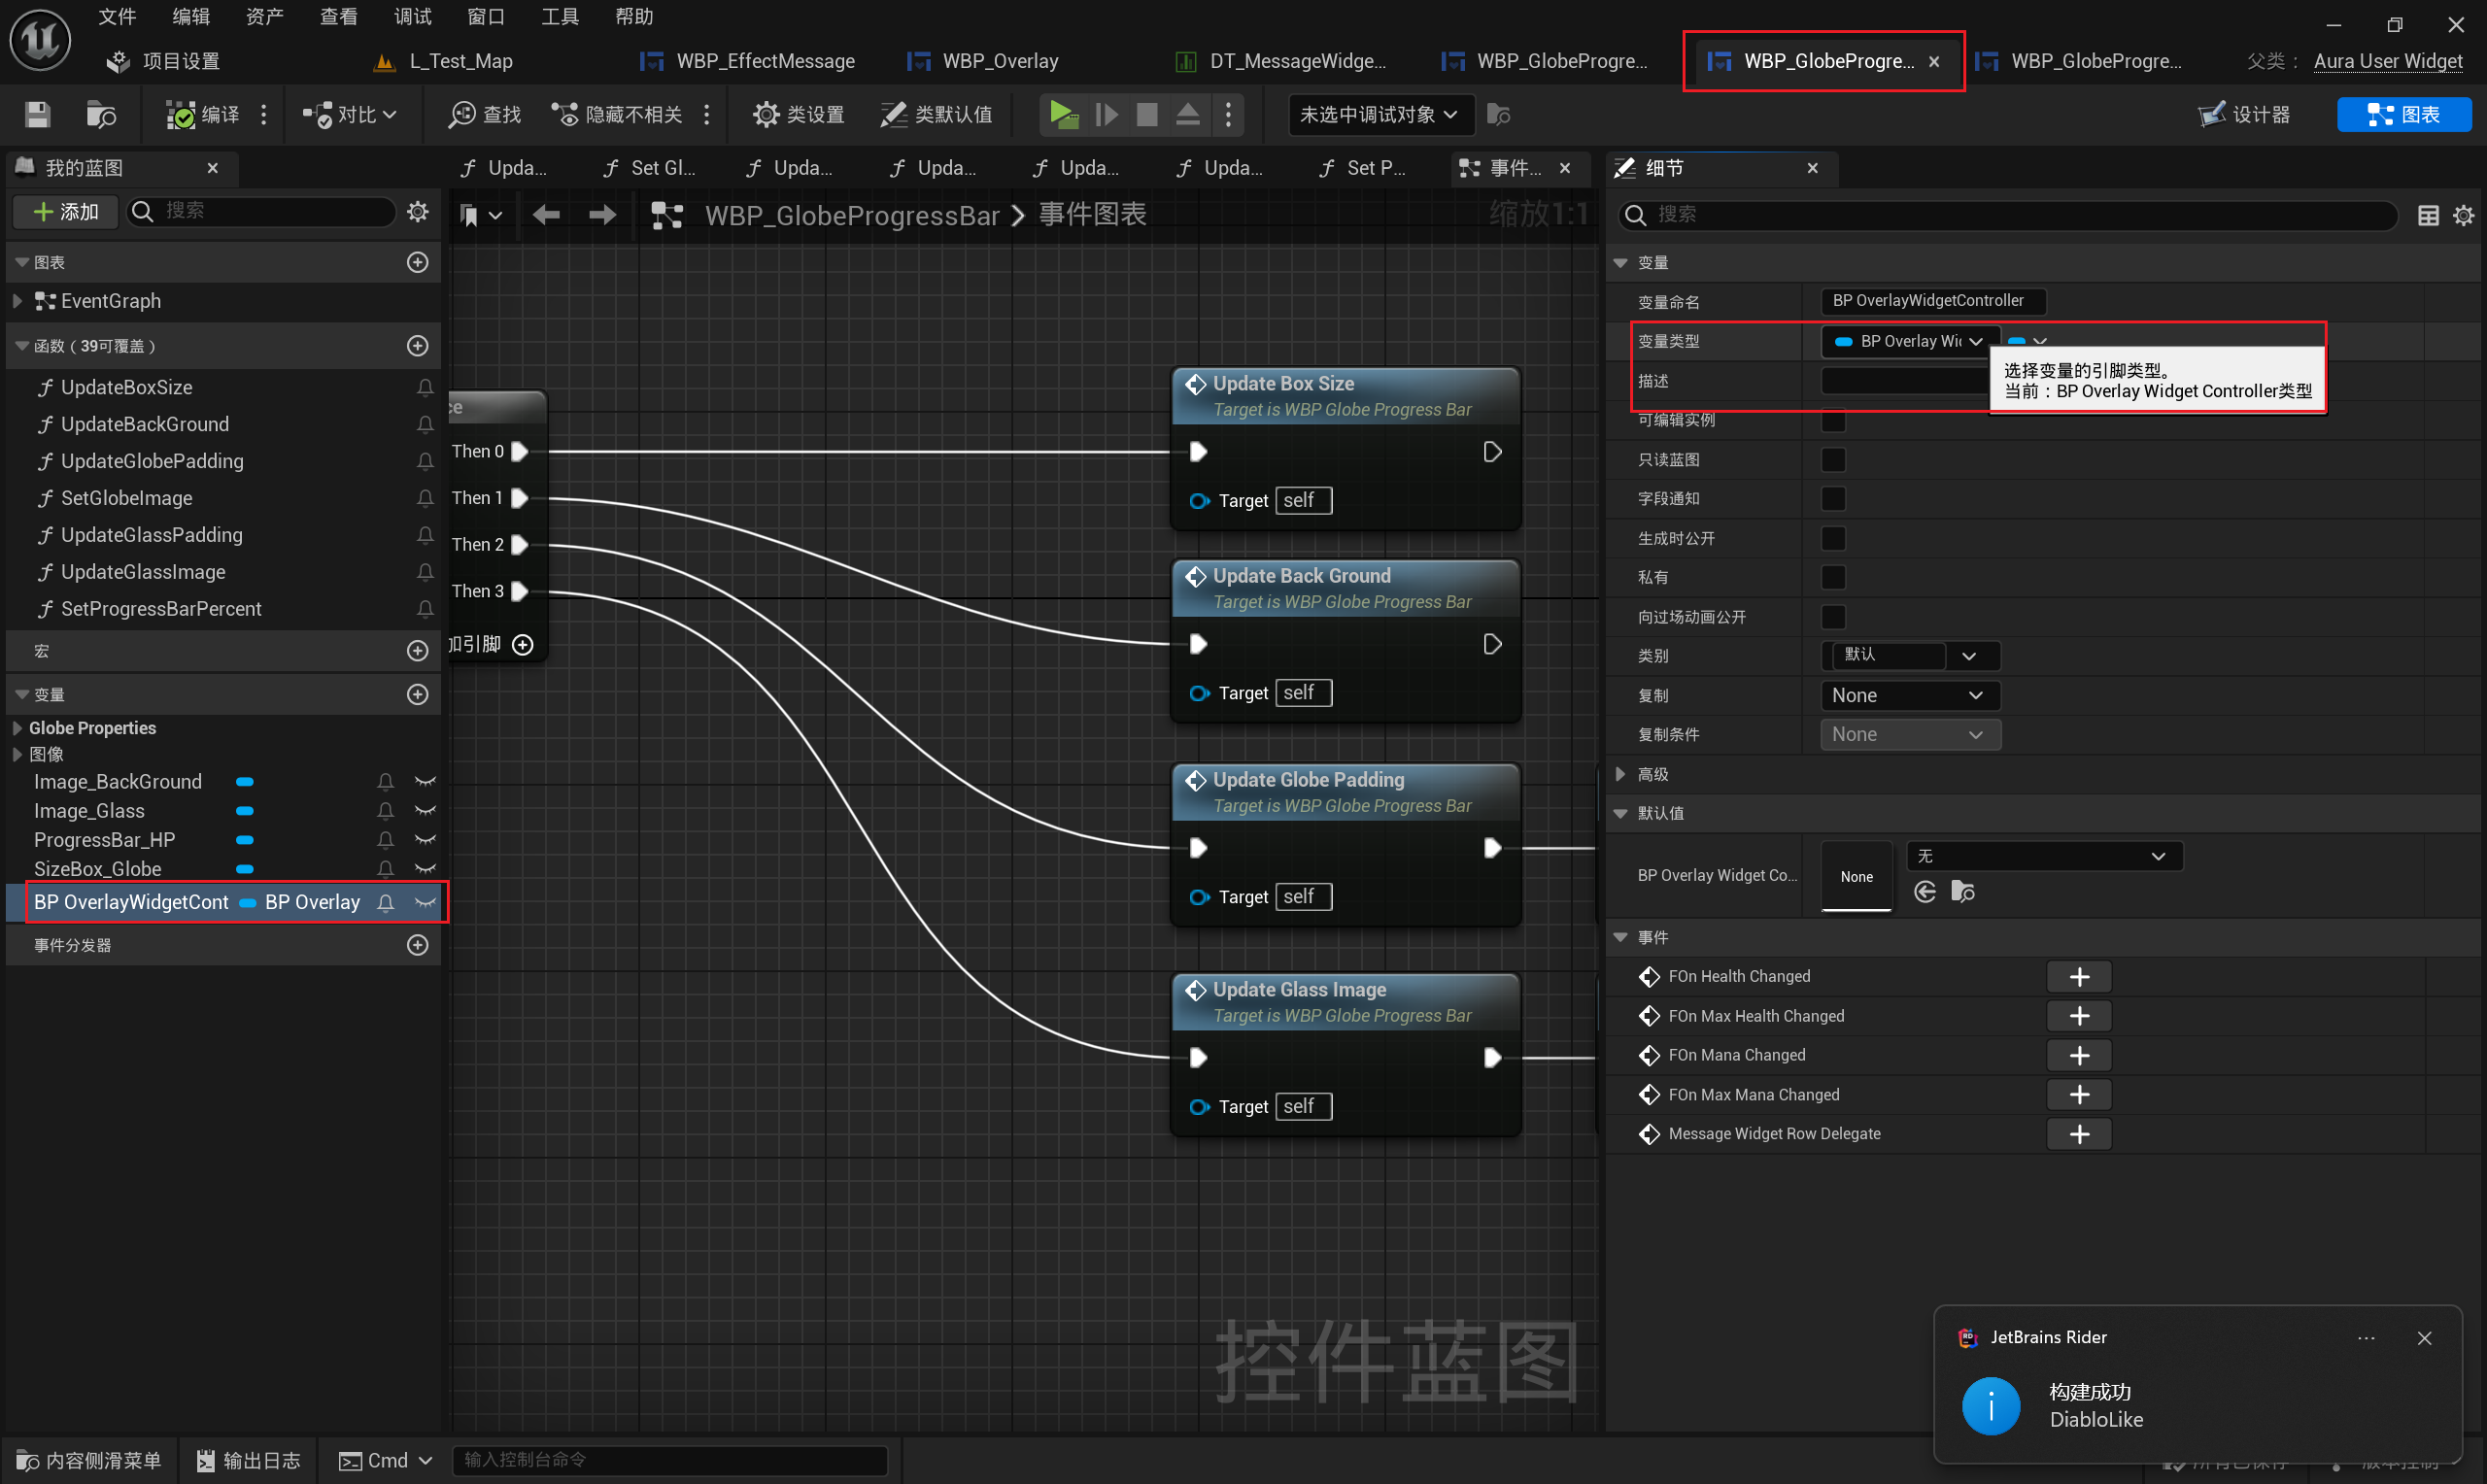 文件 编辑 资产 查看 调试 窗口 工具 帮助
项目设置 L_Test_Map WBP_EffectMessage WBP_Overlay DT_MessageWidge... WBP_GlobeProgre... WBP_GlobeProgre... WBP_GlobeProgre... 父类： Aura User Widget
编译 对比 查找 隐藏不相关 类设置 类默认值 未选中调试对象 设计器 图表
我的蓝图 Upda... Set Gl... Upda... Upda... Upda... Upda... Set P... 事件... 细节
添加 搜索 WBP_GlobeProgressBar 事件图表 缩放1:1 搜索
图表
EventGraph
函数（39可覆盖）
UpdateBoxSize
UpdateBackGround
UpdateGlobePadding
SetGlobeImage
UpdateGlassPadding
UpdateGlassImage
SetProgressBarPercent
宏
变量
Globe Properties
图像
Image_BackGround
Image_Glass
ProgressBar_HP
SizeBox_Globe
BP OverlayWidgetCont BP Overlay
事件分发器
ce
Then 0
Then 1
Then 2
Then 3
加引脚
Update Box Size
Target is WBP Globe Progress Bar
Target self
Update Back Ground
Target is WBP Globe Progress Bar
Target self
Update Globe Padding
Target is WBP Globe Progress Bar
Target self
Update Glass Image
Target is WBP Globe Progress Bar
Target self
控件蓝图
变量
变量命名 BP OverlayWidgetController
变量类型 BP Overlay Wi
选择变量的引脚类型。
当前：BP Overlay Widget Controller类型
描述
可编辑实例
只读蓝图
字段通知
生成时公开
私有
向过场动画公开
类别 默认
复制 None
复制条件 None
高级
默认值
BP Overlay Widget Co... None 无
事件
FOn Health Changed
FOn Max Health Changed
FOn Mana Changed
FOn Max Mana Changed
Message Widget Row Delegate
JetBrains Rider
构建成功
DiabloLike
内容侧滑菜单 输出日志 Cmd 输入控制台命令